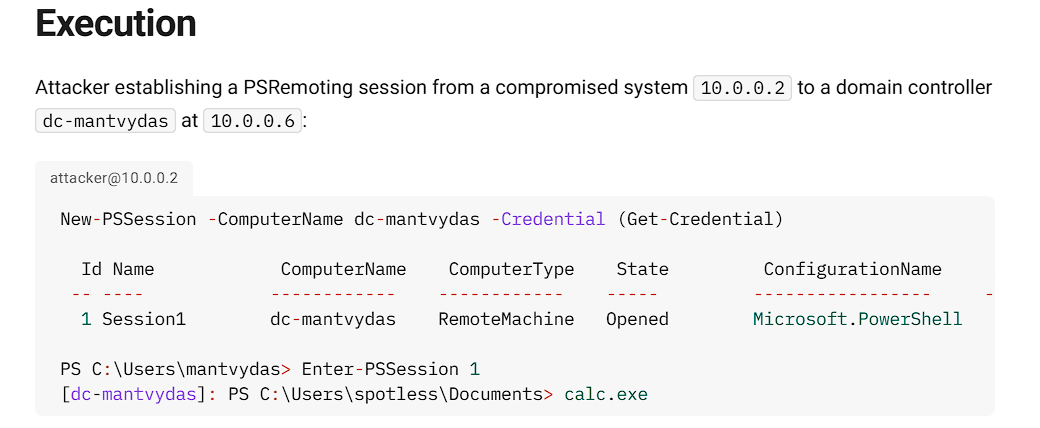 Execution
Attacker establishing a PSRemoting session from a compromised system 10.0.0.2 to a domain controller
dc-mantvydas at 10.0.0.6:
attacker@10.0.0.2
New-PSSession -ComputerName dc-mantvydas -Credential (Get-Credential)
Id Name ComputerName ComputerType State ConfigurationName
-- ---- ------------ ------------ ----- ----------------- -
1 Session1 dc-mantvydas RemoteMachine Opened Microsoft.PowerShell
PS C:\Users\mantvydas> Enter-PSSession 1
[dc-mantvydas]: PS C:\Users\spotless\Documents> calc.exe